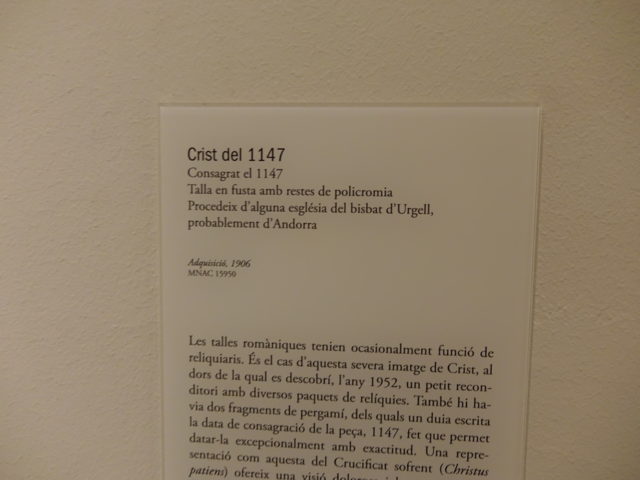 Crist del 1147
Consagrat el 1147
Talla en fusta amb restes de policromia
Procedeix d'alguna església del bisbat d'Urgell,
probablement d'Andorra
Adquisició, 1906
MNAC 15950
Les talles romàniques tenien ocasionalment funció de
reliquiaris. És el cas d'aquesta severa imatge de Crist, al
dors de la qual es descobrí, l'any 1952, un petit recon-
ditori amb diversos paquets de relíquies. També hi ha-
via dos fragments de pergamí, dels quals un duia escrita
la data de consagració de la peça, 1147, fet que permet
datar-la excepcionalment amb exactitud. Una repre-
sentació com aquesta del Crucificat sofrent (Christus
patiens) ofereix una visió